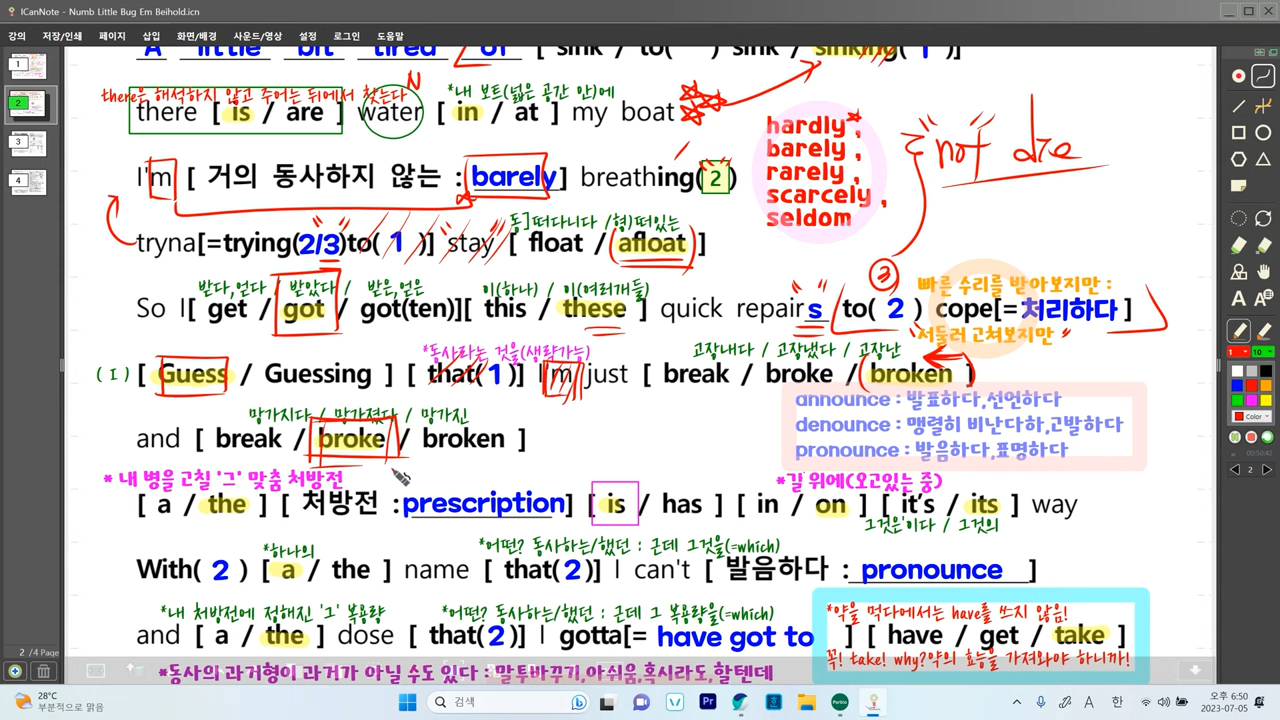 ICanNote - Numb Little Bug Em Beihold.icn
강의 저장/인쇄 페이지 삽입 화면/배경 사운드/영상 설정 로그인 도움말
A little bit tired of [ sink / to( ) sink / sinking( 1 )]
there은 해석하지 않고 주어는 뒤에서 찾는다 N *내 보트(넓은 공간 안)에
there [ is / are ] water [ in / at ] my boat
hardly*,
barely ,
rarely ,
scarcely ,
seldom
"not die"
I'm [ 거의 동사하지 않는 : barely] breathing( 2 )
동]떠다니다 / 형)떠있는
tryna[=trying(2/3)to( 1 )] stay [ float / afloat ]
③
빠른 수리를 받아보지만 :
받다,얻다 / 받았다 / 받은,얻은 이(하나) / 이(여러개들)
So I[ get / got / got(ten)][ this / these ] quick repairs to( 2 ) cope[=처리하다 ]
"서둘러 고쳐보지만"
*동사라는 것을(생략가능) 고장내다 / 고장냈다 / 고장난
(I) [ Guess / Guessing ] [ that( 1 )] I'm just [ break / broke / broken ]
announce : 발표하다,선언하다
denounce : 맹렬히 비난다하,고발하다
pronounce : 발음하다,표명하다
망가지다 / 망가졌다 / 망가진
and [ break / broke / broken ]
* 내 병을 고칠 '그' 맞춤 처방전 *길 위에(오고있는 중)
[ a / the ] [ 처방전 :prescription] [ is / has ] [ in / on ] [ it's / its ] way
그것은'이다 / 그것의
*하나의 *어떤? 동사하는/했던 : 근데 그것을(=which)
With( 2 ) [ a / the ] name [ that(2)] I can't [ 발음하다 : pronounce ]
*내 처방전에 정해진 '그' 복용량 *어떤? 동사하는/했던 : 근데 그 복용량을(=which)
*약을 먹다에서는 have를 쓰지 않음!
and [ a / the ] dose [ that(2)] I gotta[= have got to ] [ have / get / take ]
꼭! take! why?약의 효능을 가져와야 하니까!
*동사의 과거형이 과거가 아닐 수도 있다 : 말투바꾸기,아쉬움,혹시라도,할텐데
1
2
3
4
2 /4 Page
1 10
Color
00:50:42
2
28°C
부분적으로 맑음
검색
Pr
A 한
오후 6:50
2023-07-05